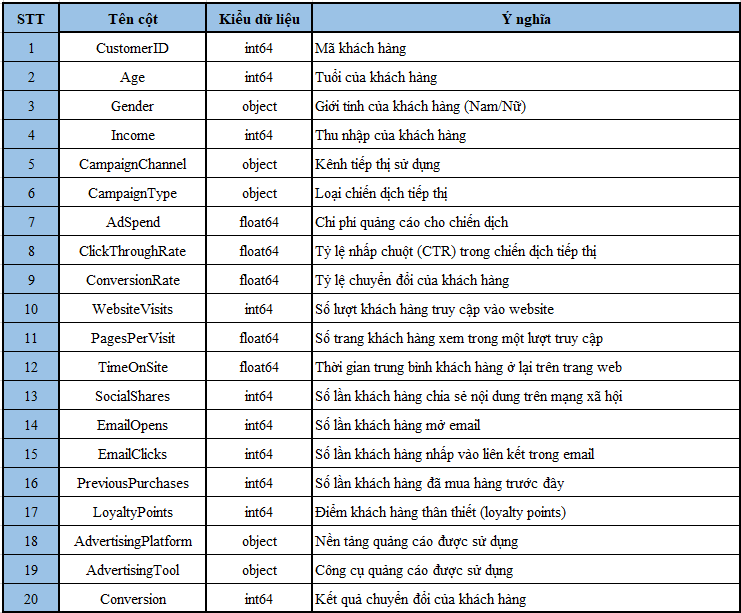 STT Tên cột Kiểu dữ liệu Ý nghĩa
1 CustomerID int64 Mã khách hàng
2 Age int64 Tuổi của khách hàng
3 Gender object Giới tính của khách hàng (Nam/Nữ)
4 Income int64 Thu nhập của khách hàng
5 CampaignChannel object Kênh tiếp thị sử dụng
6 CampaignType object Loại chiến dịch tiếp thị
7 AdSpend float64 Chi phí quảng cáo cho chiến dịch
8 ClickThroughRate float64 Tỷ lệ nhấp chuột (CTR) trong chiến dịch tiếp thị
9 ConversionRate float64 Tỷ lệ chuyển đổi của khách hàng
10 WebsiteVisits int64 Số lượt khách hàng truy cập vào website
11 PagesPerVisit float64 Số trang khách hàng xem trong một lượt truy cập
12 TimeOnSite float64 Thời gian trung bình khách hàng ở lại trên trang web
13 SocialShares int64 Số lần khách hàng chia sẻ nội dung trên mạng xã hội
14 EmailOpens int64 Số lần khách hàng mở email
15 EmailClicks int64 Số lần khách hàng nhấp vào liên kết trong email
16 PreviousPurchases int64 Số lần khách hàng đã mua hàng trước đây
17 LoyaltyPoints int64 Điểm khách hàng thân thiết (loyalty points)
18 AdvertisingPlatform object Nền tảng quảng cáo được sử dụng
19 AdvertisingTool object Công cụ quảng cáo được sử dụng
20 Conversion int64 Kết quả chuyển đổi của khách hàng